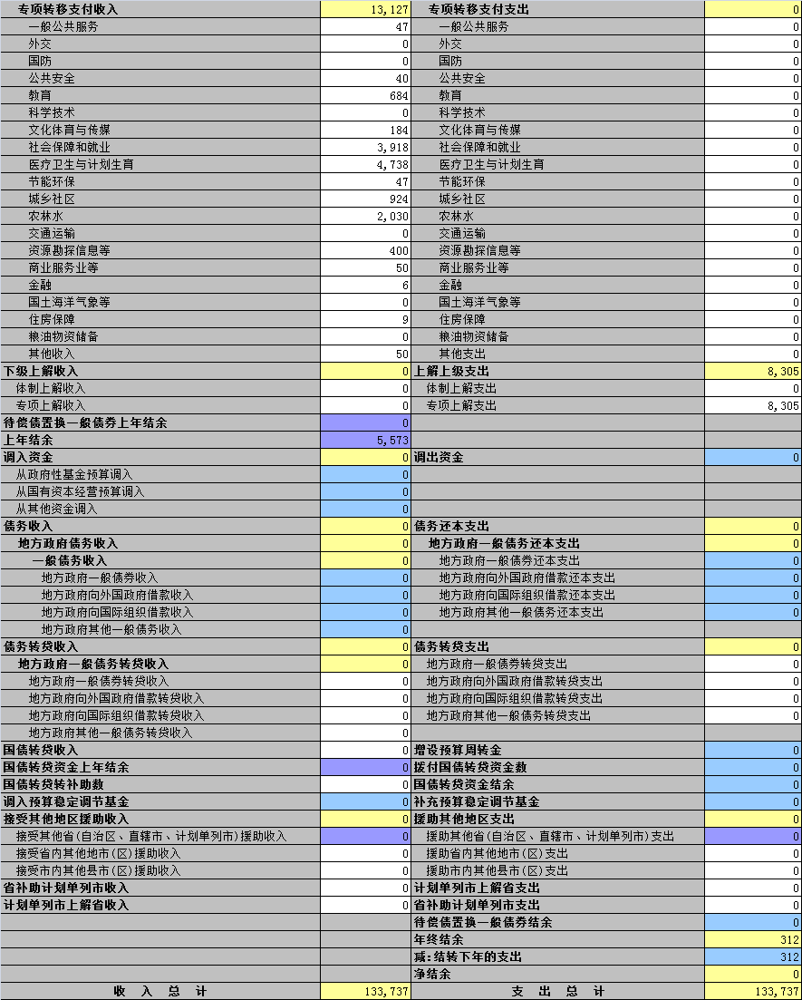 专项转移支付收入 13,127 专项转移支付支出 0
一般公共服务 47 一般公共服务 0
外交 0 外交 0
国防 0 国防 0
公共安全 40 公共安全 0
教育 684 教育 0
科学技术 0 科学技术 0
文化体育与传媒 184 文化体育与传媒 0
社会保障和就业 3,918 社会保障和就业 0
医疗卫生与计划生育 4,738 医疗卫生与计划生育 0
节能环保 47 节能环保 0
城乡社区 924 城乡社区 0
农林水 2,030 农林水 0
交通运输 0 交通运输 0
资源勘探信息等 400 资源勘探信息等 0
商业服务业等 50 商业服务业等 0
金融 6 金融 0
国土海洋气象等 0 国土海洋气象等 0
住房保障 9 住房保障 0
粮油物资储备 0 粮油物资储备 0
其他收入 50 其他支出 0
下级上解收入 0 上解上级支出 8,305
体制上解收入 0 体制上解支出 0
专项上解收入 0 专项上解支出 8,305
待偿债置换一般债券上年结余 0
上年结余 5,573
调入资金 0 调出资金 0
从政府性基金预算调入 0
从国有资本经营预算调入 0
从其他资金调入 0
债务收入 0 债务还本支出 0
地方政府债务收入 0 地方政府一般债务还本支出 0
一般债务收入 0 地方政府一般债券还本支出 0
地方政府一般债券收入 0 地方政府向外国政府借款还本支出 0
地方政府向外国政府借款收入 0 地方政府向国际组织借款还本支出 0
地方政府向国际组织借款收入 0 地方政府其他一般债务还本支出 0
地方政府其他一般债务收入 0
债务转贷收入 0 债务转贷支出 0
地方政府一般债务转贷收入 0 地方政府一般债券转贷支出 0
地方政府一般债券转贷收入 0 地方政府向外国政府借款转贷支出 0
地方政府向外国政府借款转贷收入 0 地方政府向国际组织借款转贷支出 0
地方政府向国际组织借款转贷收入 0 地方政府其他一般债务转贷支出 0
地方政府其他一般债务转贷收入 0
国债转贷收入 0 增设预算周转金 0
国债转贷资金上年结余 0 拨付国债转贷资金数 0
国债转贷转补助数 0 国债转贷资金结余 0
调入预算稳定调节基金 0 补充预算稳定调节基金 0
接受其他地区援助收入 0 援助其他地区支出 0
接受其他省(自治区、直辖市、计划单列市)援助收入 0 援助其他省(自治区、直辖市、计划单列市)支出 0
接受省内其他地市(区)援助收入 0 援助省内其他地市(区)支出 0
接受市内其他县市(区)援助收入 0 援助市内其他县市(区)支出 0
省补助计划单列市收入 0 计划单列市上解省支出 0
计划单列市上解省收入 0 省补助计划单列市支出 0
待偿债置换一般债券结余 0
年终结余 312
减:结转下年的支出 312
净结余 0
收 入 总 计 133,737 支 出 总 计 133,737